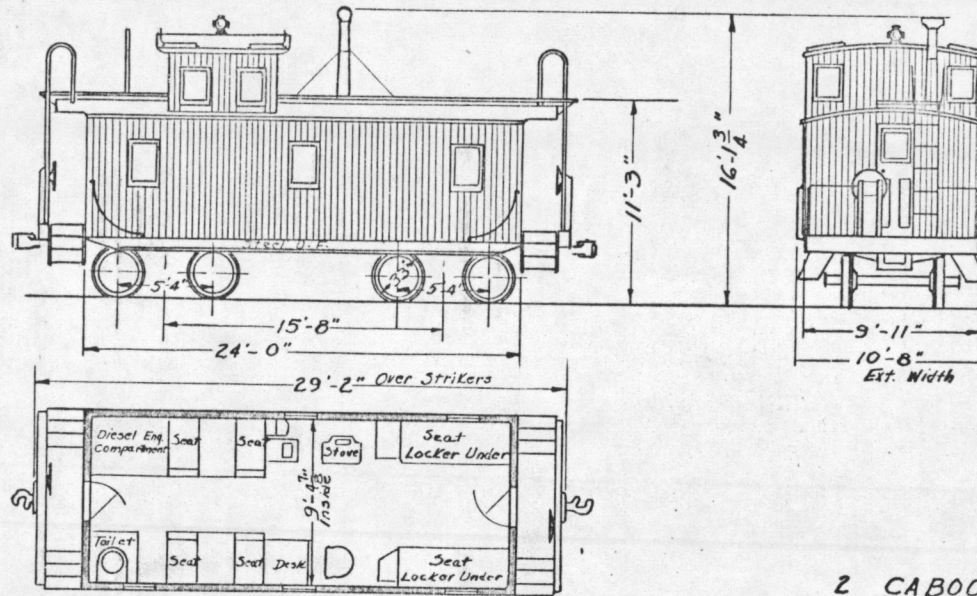 16'-1 3/4"
11'-3"
Steel U.F.
33"
5'-4"
5'-4"
15'-8"
24'-0"
9'-11"
10'-8"
Ext. Width
29'-2" Over Strikers
Diesel Eng.
Compartment
Seat
Seat
Stove
Seat
Locker Under
Inside
Toilet
Seat
Seat
Desk
Seat
Locker Under
2 CABOO